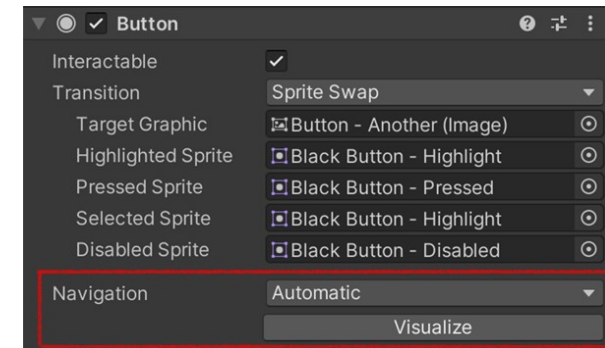 Button
Interactable
Transition Sprite Swap
Target Graphic Button - Another (Image)
Highlighted Sprite Black Button - Highlight
Pressed Sprite Black Button - Pressed
Selected Sprite Black Button - Highlight
Disabled Sprite Black Button - Disabled
Navigation Automatic
Visualize